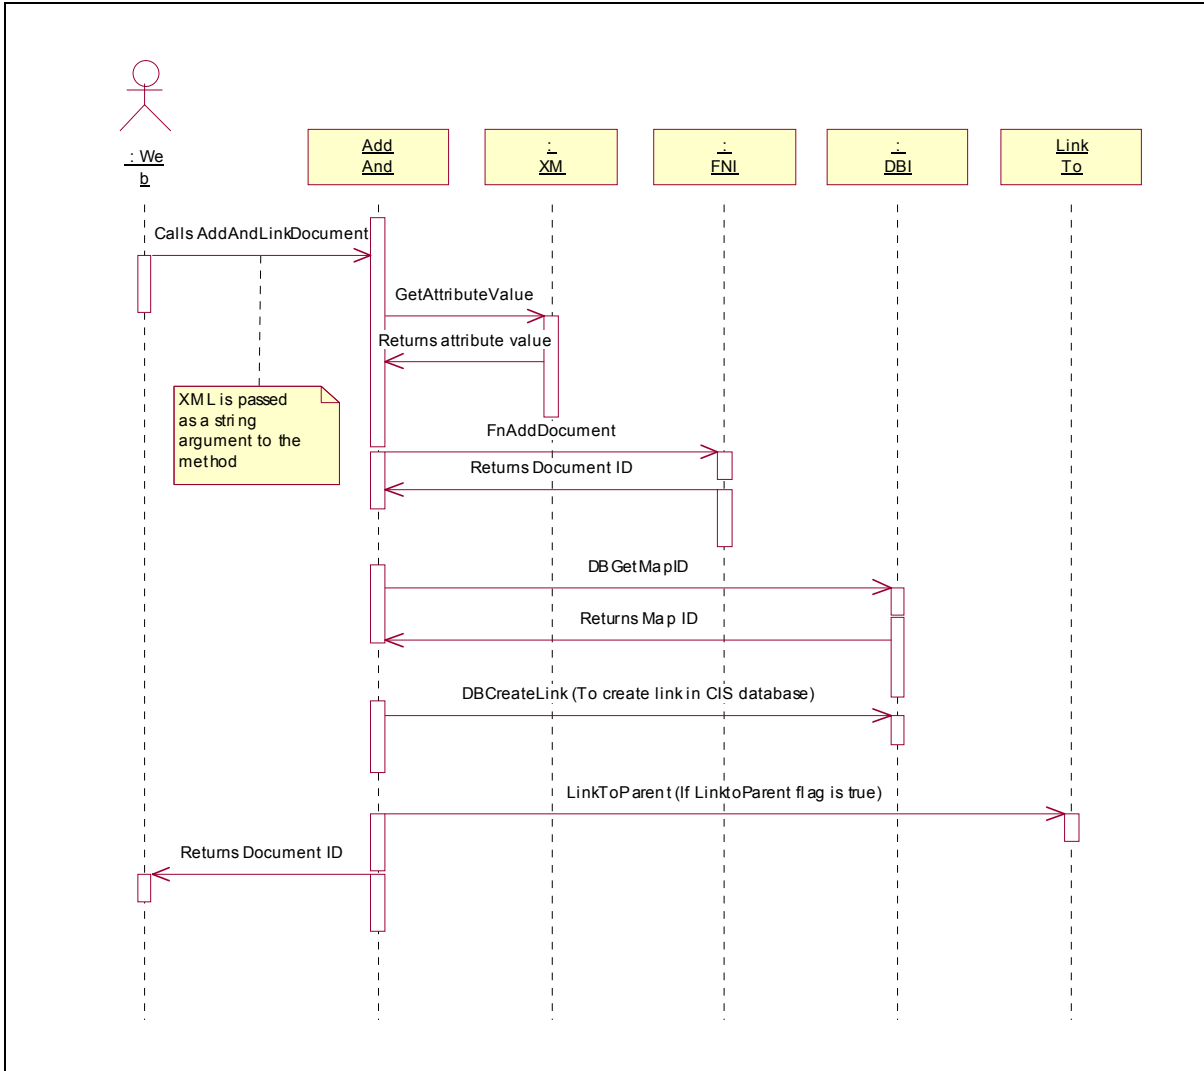 : We
b
Add
And
:
XM
:
FNI
:
DBI
Link
To
Calls AddAndLinkDocument
GetAttributeValue
Returns attribute value
XML is passed
as a string
argument to the
method
FnAddDocument
Returns Document ID
DBGetMapID
Returns Map ID
DBCreateLink (To create link in CIS database)
LinkToParent (If LinktoParent flag is true)
Returns Document ID